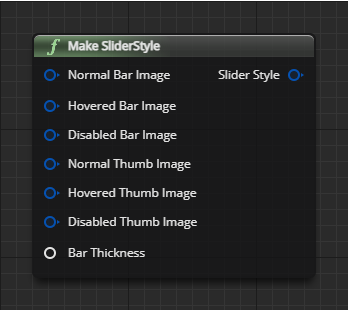 f Make SliderStyle
Normal Bar Image Slider Style
Hovered Bar Image
Disabled Bar Image
Normal Thumb Image
Hovered Thumb Image
Disabled Thumb Image
Bar Thickness